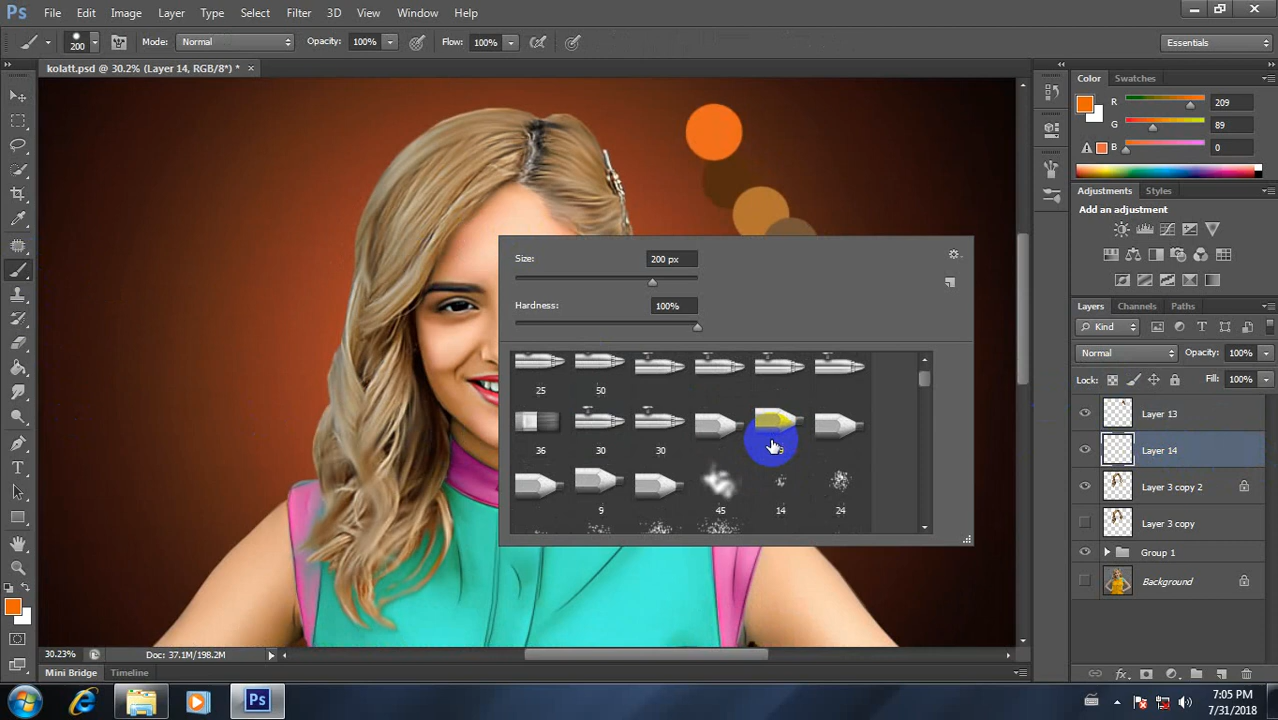 Ps File Edit Image Layer Type Select Filter 3D View Window Help
200 Mode: Normal Opacity: 100% Flow: 100% Essentials
kolatt.psd @ 30.2% (Layer 14, RGB/8*) * ×
Color Swatches
R 209
G 89
B 0
Adjustments Styles
Add an adjustment
Size: 200 px
Hardness: 100%
25 50
36 30 30
9 45 14 24
Layers Channels Paths
Kind
Normal Opacity: 100%
Lock: Fill: 100%
Layer 13
Layer 14
Layer 3 copy 2
Layer 3 copy
Group 1
Background
30.23% Doc: 37.1M/198.2M
Mini Bridge Timeline
Ps
7:05 PM
7/31/2018